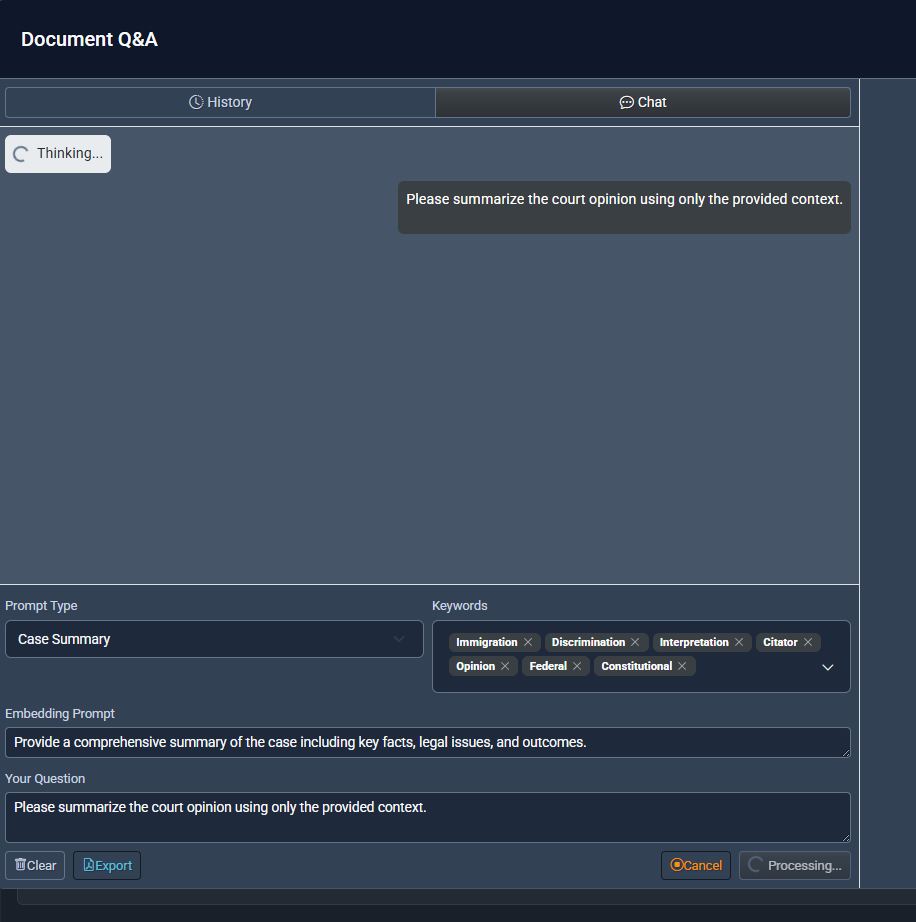 Document Q&A
History
Chat
Thinking...
Please summarize the court opinion using only the provided context.
Prompt Type
Keywords
Case Summary
Immigration
Discrimination
Interpretation
Citator
Opinion
Federal
Constitutional
Embedding Prompt
Provide a comprehensive summary of the case including key facts, legal issues, and outcomes.
Your Question
Please summarize the court opinion using only the provided context.
Clear
Export
Cancel
Processing...